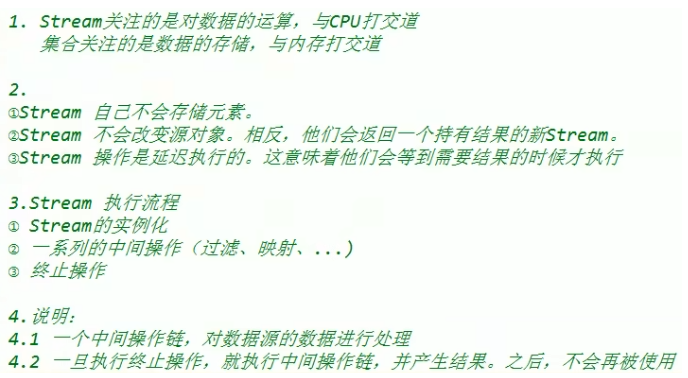 1. Stream关注的是对数据的运算，与CPU打交道
集合关注的是数据的存储，与内存打交道
2.
①Stream 自己不会存储元素。
②Stream 不会改变源对象。相反，他们会返回一个持有结果的新Stream。
③Stream 操作是延迟执行的。这意味着他们会等到需要结果的时候才执行
3.Stream 执行流程
① Stream的实例化
② 一系列的中间操作（过滤、映射、...)
③ 终止操作
4.说明：
4.1 一个中间操作链，对数据源的数据进行处理
4.2 一旦执行终止操作，就执行中间操作链，并产生结果。之后，不会再被使用